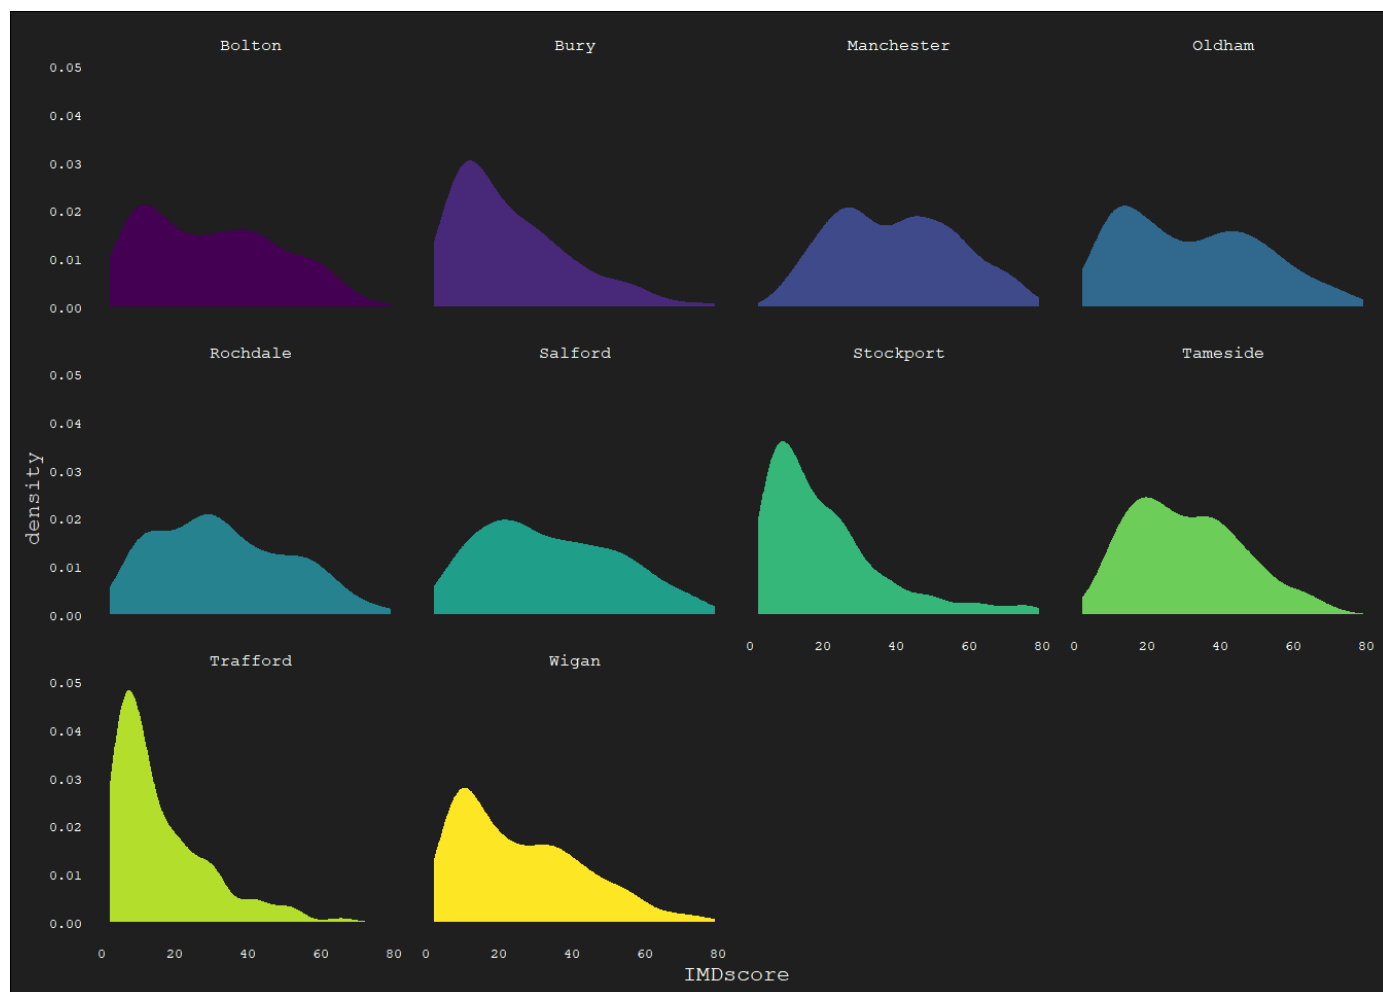 Bolton Bury Manchester Oldham
0.05
0.04
0.03
0.02
0.01
0.00
Rochdale Salford Stockport Tameside
0.05
0.04
0.03
0.02
0.01
0.00
density
0 20 40 60 80 0 20 40 60 80
Trafford Wigan
0.05
0.04
0.03
0.02
0.01
0.00
0 20 40 60 80 0 20 40 60 80
IMDscore